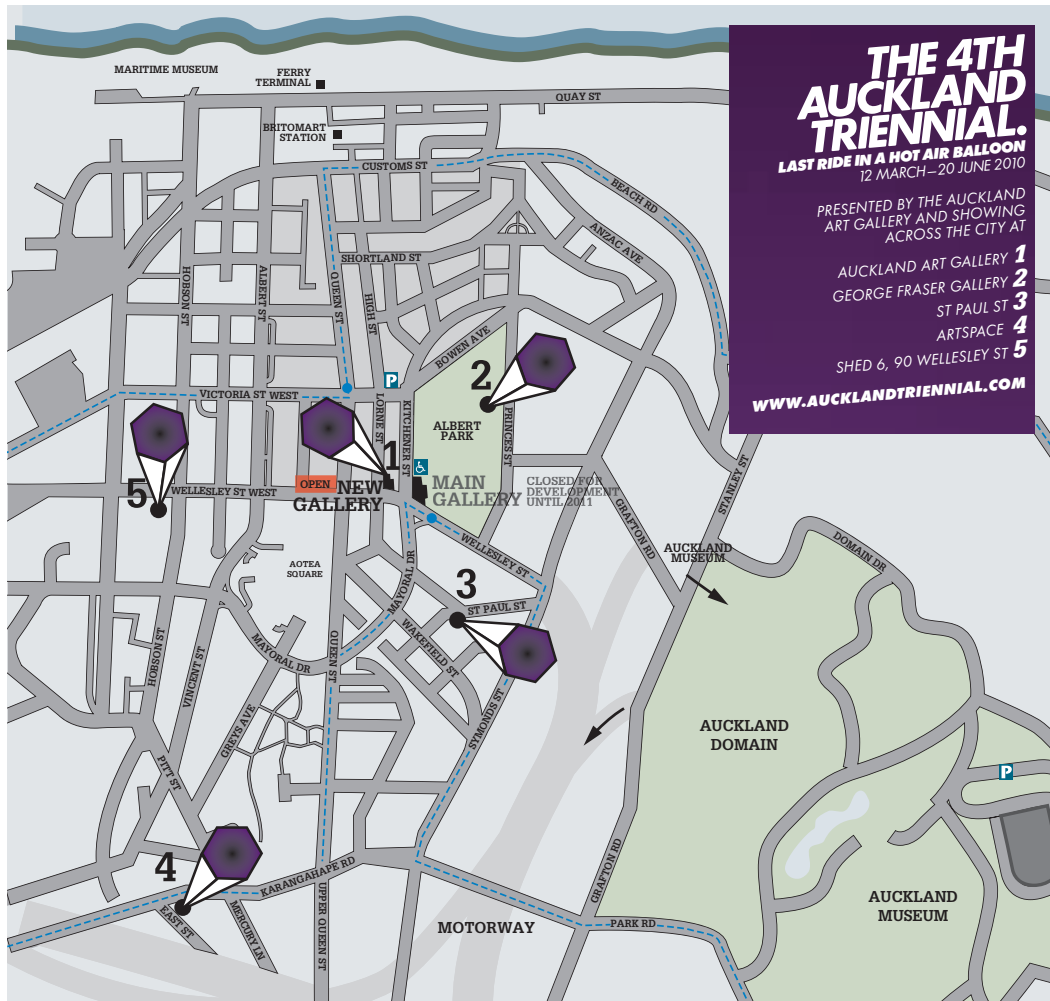 MARITIME MUSEUM
FERRY
TERMINAL
QUAY ST
BRITOMART
STATION
CUSTOMS ST
BEACH RD
ANZAC AVE
SHORTLAND ST
HOBSON ST
ALBERT ST
QUEEN ST
HIGH ST
BOWEN AVE
P
VICTORIA ST WEST
LORNE ST
KITCHENER ST
ALBERT
PARK
PRINCES ST
2
1
5
WELLESLEY ST WEST
OPEN
NEW
GALLERY
MAIN
GALLERY
CLOSED FOR
DEVELOPMENT
UNTIL 2011
GRAFTON RD
STANLEY ST
WELLESLEY ST
AUCKLAND
MUSEUM
DOMAIN DR
AOTEA
SQUARE
MAYORAL DR
3
ST PAUL ST
WAKEFIELD ST
HOBSON ST
VINCENT ST
MAYORAL DR
QUEEN ST
GREYS AVE
SYMONDS ST
PITT ST
AUCKLAND
DOMAIN
P
4
KARANGAHAPE RD
EAST ST
MERCURY LN
UPPER QUEEN ST
MOTORWAY
GRAFTON RD
PARK RD
AUCKLAND
MUSEUM
THE 4TH
AUCKLAND
TRIENNIAL.
LAST RIDE IN A HOT AIR BALLOON
12 MARCH—20 JUNE 2010
PRESENTED BY THE AUCKLAND
ART GALLERY AND SHOWING
ACROSS THE CITY AT
AUCKLAND ART GALLERY 1
GEORGE FRASER GALLERY 2
ST PAUL ST 3
ARTSPACE 4
SHED 6, 90 WELLESLEY ST 5
WWW.AUCKLANDTRIENNIAL.COM